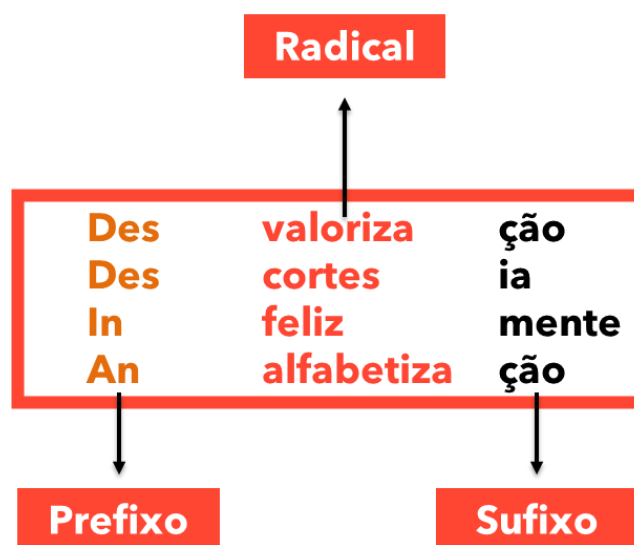 Radical
Des valoriza ção
Des cortes ia
In feliz mente
An alfabetiza ção
Prefixo Sufixo